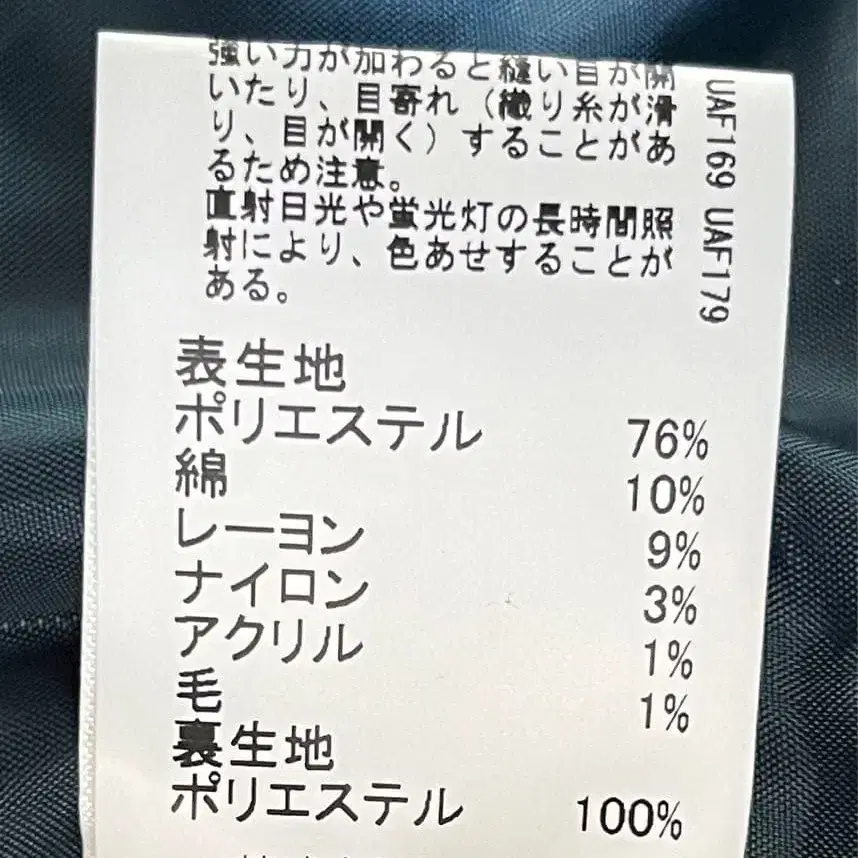 強い力が加わると縫い目が開
いたり、目寄れ（織り糸が滑
り、目が開く）することがあ
るため注意。
直射日光や蛍光灯の長時間照
射により、色あせすることが
ある。
UAF169 UAF179
表生地
ポリエステル 76%
綿 10%
レーヨン 9%
ナイロン 3%
アクリル 1%
毛 1%
裏生地
ポリエステル 100%